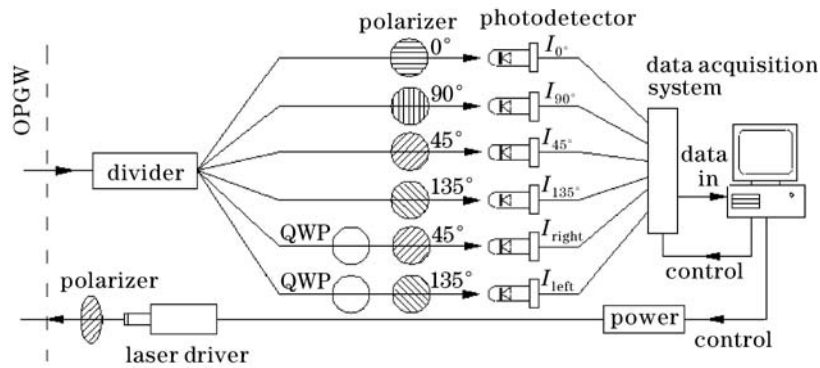 polarizer
photodetector
0°
I0°
data acquisition
system
OPGW
90°
I90°
45°
I45°
divider
data
in
135°
I135°
QWP
45°
Iright
control
QWP
135°
Ileft
polarizer
power
control
laser driver